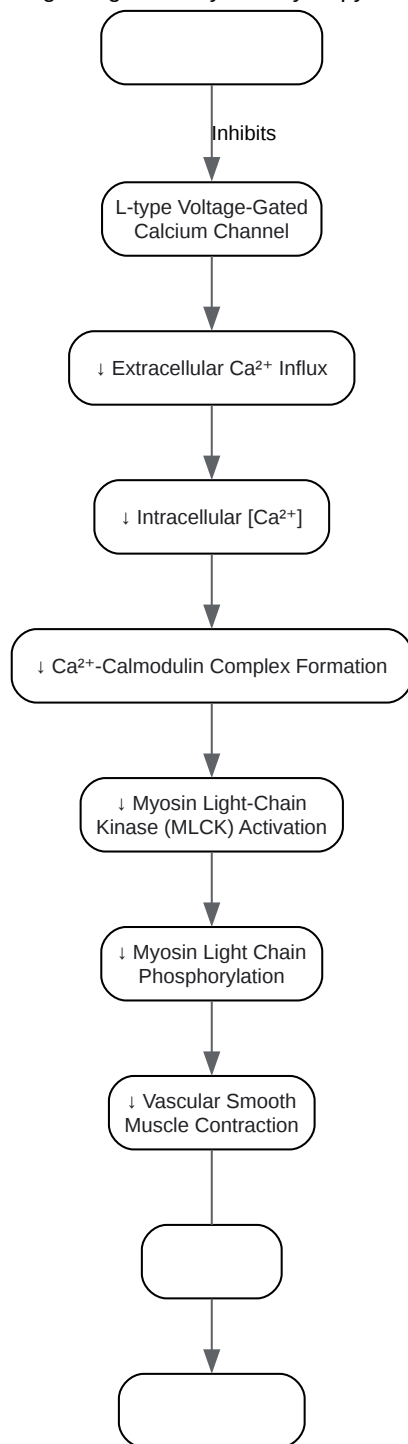 Inhibits
L-type Voltage-Gated
Calcium Channel
↓ Extracellular Ca²⁺ Influx
↓ Intracellular [Ca²⁺]
↓ Ca²⁺-Calmodulin Complex Formation
↓ Myosin Light-Chain
Kinase (MLCK) Activation
↓ Myosin Light Chain
Phosphorylation
↓ Vascular Smooth
Muscle Contraction